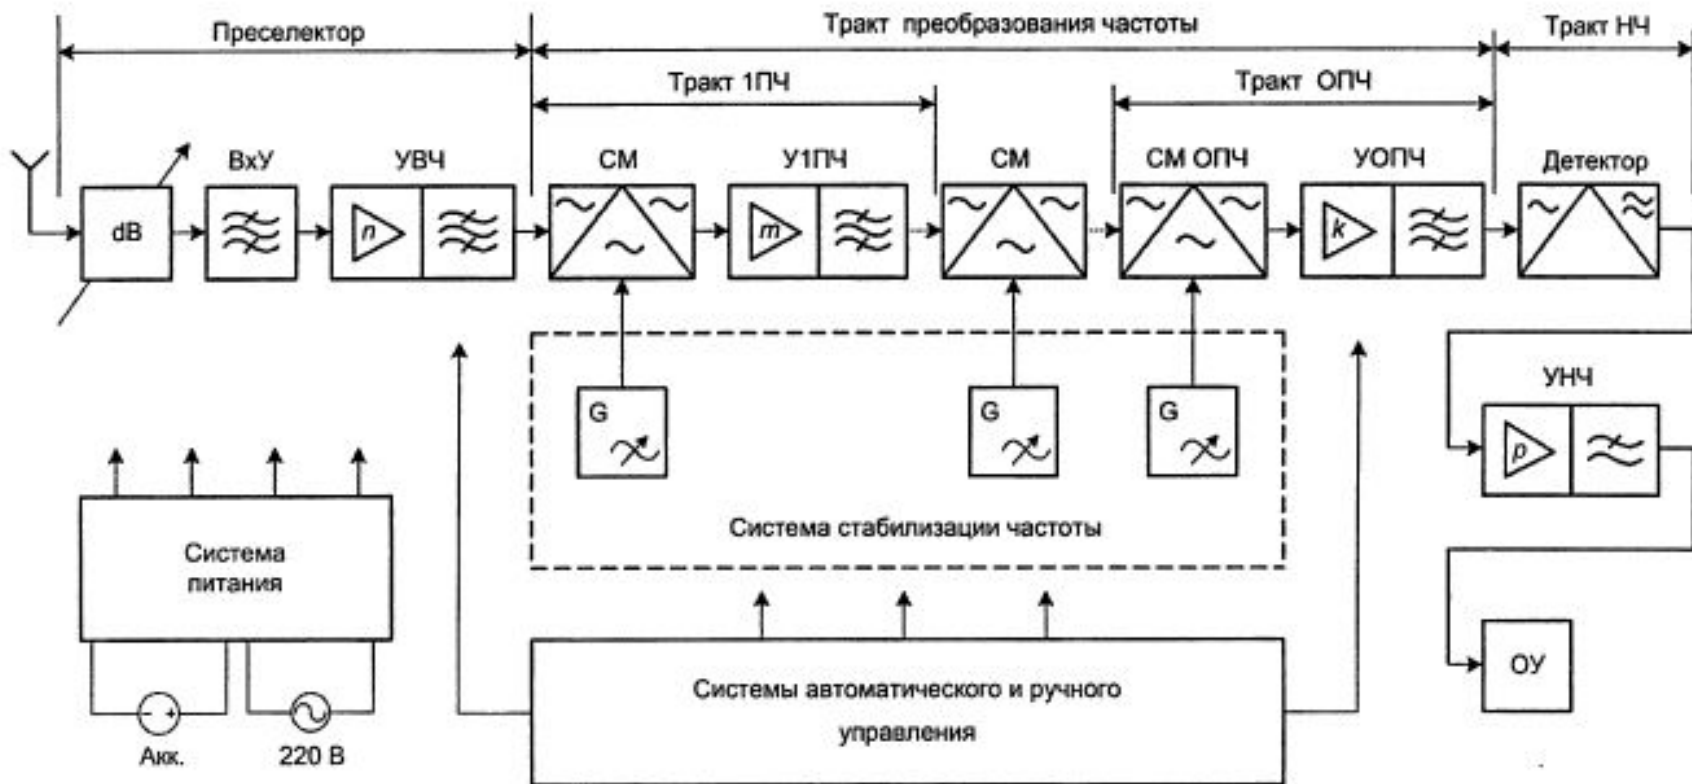 Преселектор
Тракт преобразования частоты
Тракт НЧ
Тракт 1ПЧ
Тракт ОПЧ
ВхУ
УВЧ
СМ
У1ПЧ
СМ
СМ ОПЧ
УОПЧ
Детектор
dB
n
m
k
G
G
G
УНЧ
p
Система стабилизации частоты
Система
питания
ОУ
Системы автоматического и ручного
управления
- +
Акк.
220 В